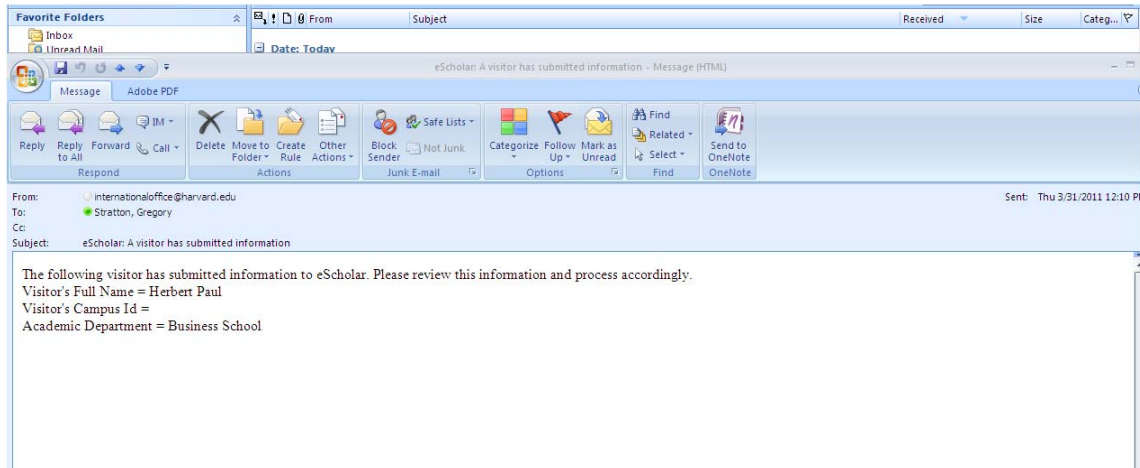 Favorite Folders
From Subject Received Size Categ...
Inbox
Unread Mail
Date: Today
eScholar: A visitor has submitted information - Message (HTML)
Message Adobe PDF
Reply Reply to All Forward IM Call
Delete Move to Folder Create Rule Other Actions
Block Sender Safe Lists Not Junk
Categorize Follow Up Mark as Unread
Find Related Select
Send to OneNote
Respond Actions Junk E-mail Options Find OneNote
From: internationaloffice@harvard.edu Sent: Thu 3/31/2011 12:10 P
To: Stratton, Gregory
Cc:
Subject: eScholar: A visitor has submitted information
The following visitor has submitted information to eScholar. Please review this information and process accordingly.
Visitor's Full Name = Herbert Paul
Visitor's Campus Id =
Academic Department = Business School